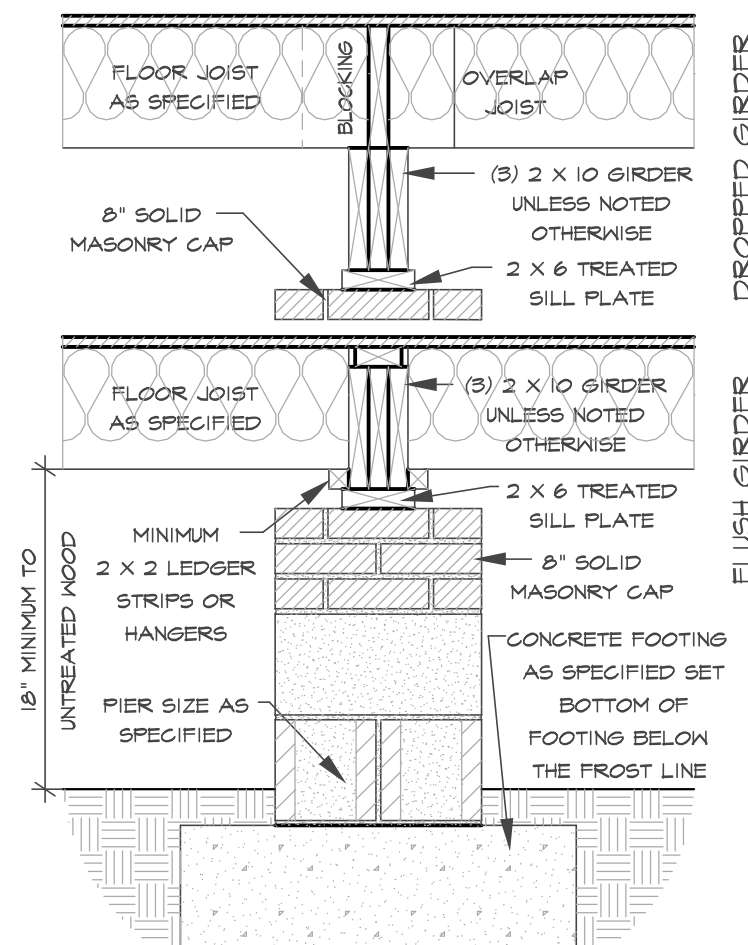 FLOOR JOIST
AS SPECIFIED
BLOCKING
OVERLAP
JOIST
(3) 2 X 10 GIRDER
UNLESS NOTED
OTHERWISE
8" SOLID
MASONRY CAP
2 X 6 TREATED
SILL PLATE
DROPPED GIRDER
FLOOR JOIST
AS SPECIFIED
(3) 2 X 10 GIRDER
UNLESS NOTED
OTHERWISE
2 X 6 TREATED
SILL PLATE
FLUSH GIRDER
MINIMUM
2 X 2 LEDGER
STRIPS OR
HANGERS
8" SOLID
MASONRY CAP
18" MINIMUM TO
UNTREATED WOOD
PIER SIZE AS
SPECIFIED
CONCRETE FOOTING
AS SPECIFIED SET
BOTTOM OF
FOOTING BELOW
THE FROST LINE